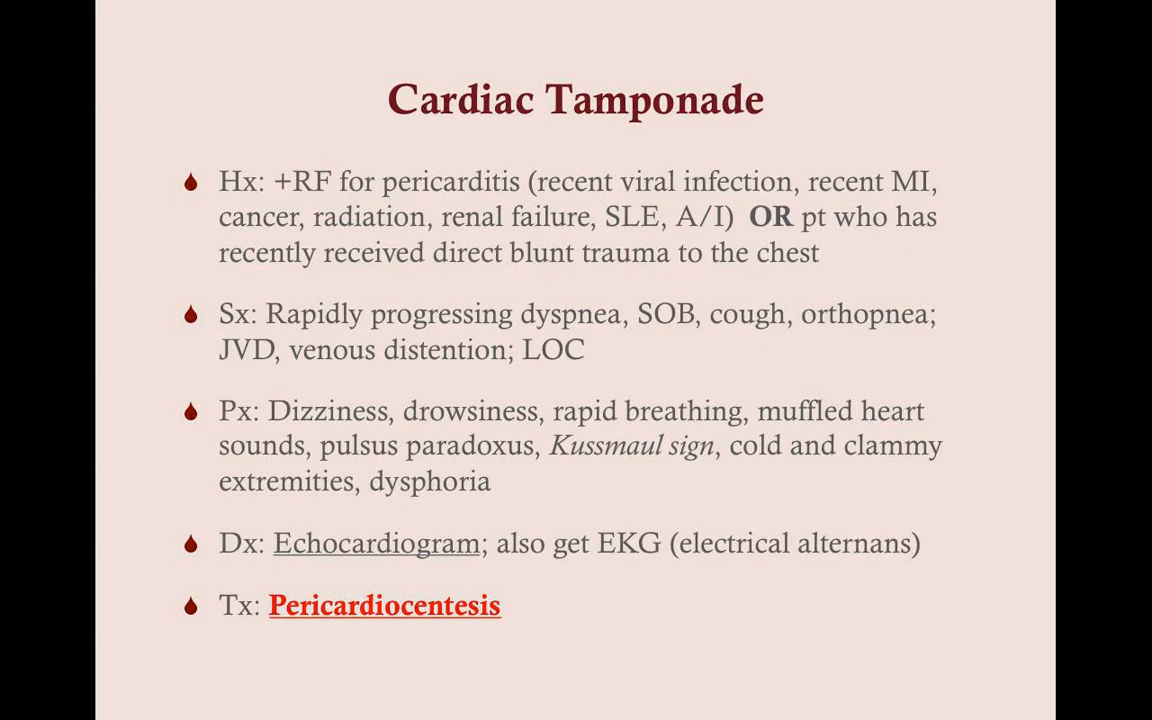 Cardiac Tamponade
Hx: +RF for pericarditis (recent viral infection, recent MI,
cancer, radiation, renal failure, SLE, A/I) OR pt who has
recently received direct blunt trauma to the chest
Sx: Rapidly progressing dyspnea, SOB, cough, orthopnea;
JVD, venous distention; LOC
Px: Dizziness, drowsiness, rapid breathing, muffled heart
sounds, pulsus paradoxus, Kussmaul sign, cold and clammy
extremities, dysphoria
Dx: Echocardiogram; also get EKG (electrical alternans)
Tx: Pericardiocentesis